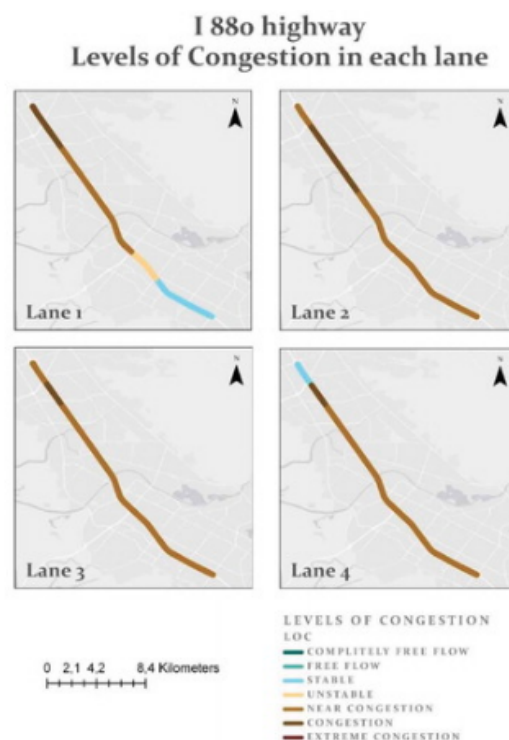 I 880 highway
Levels of Congestion in each lane
N
Lane 1
N
Lane 2
N
Lane 3
N
Lane 4
0 2,1 4,2 8,4 Kilometers
LEVELS OF CONGESTION
LOC
COMPLITELY FREE FLOW
FREE FLOW
STABLE
UNSTABLE
NEAR CONGESTION
CONGESTION
EXTREME CONGESTION